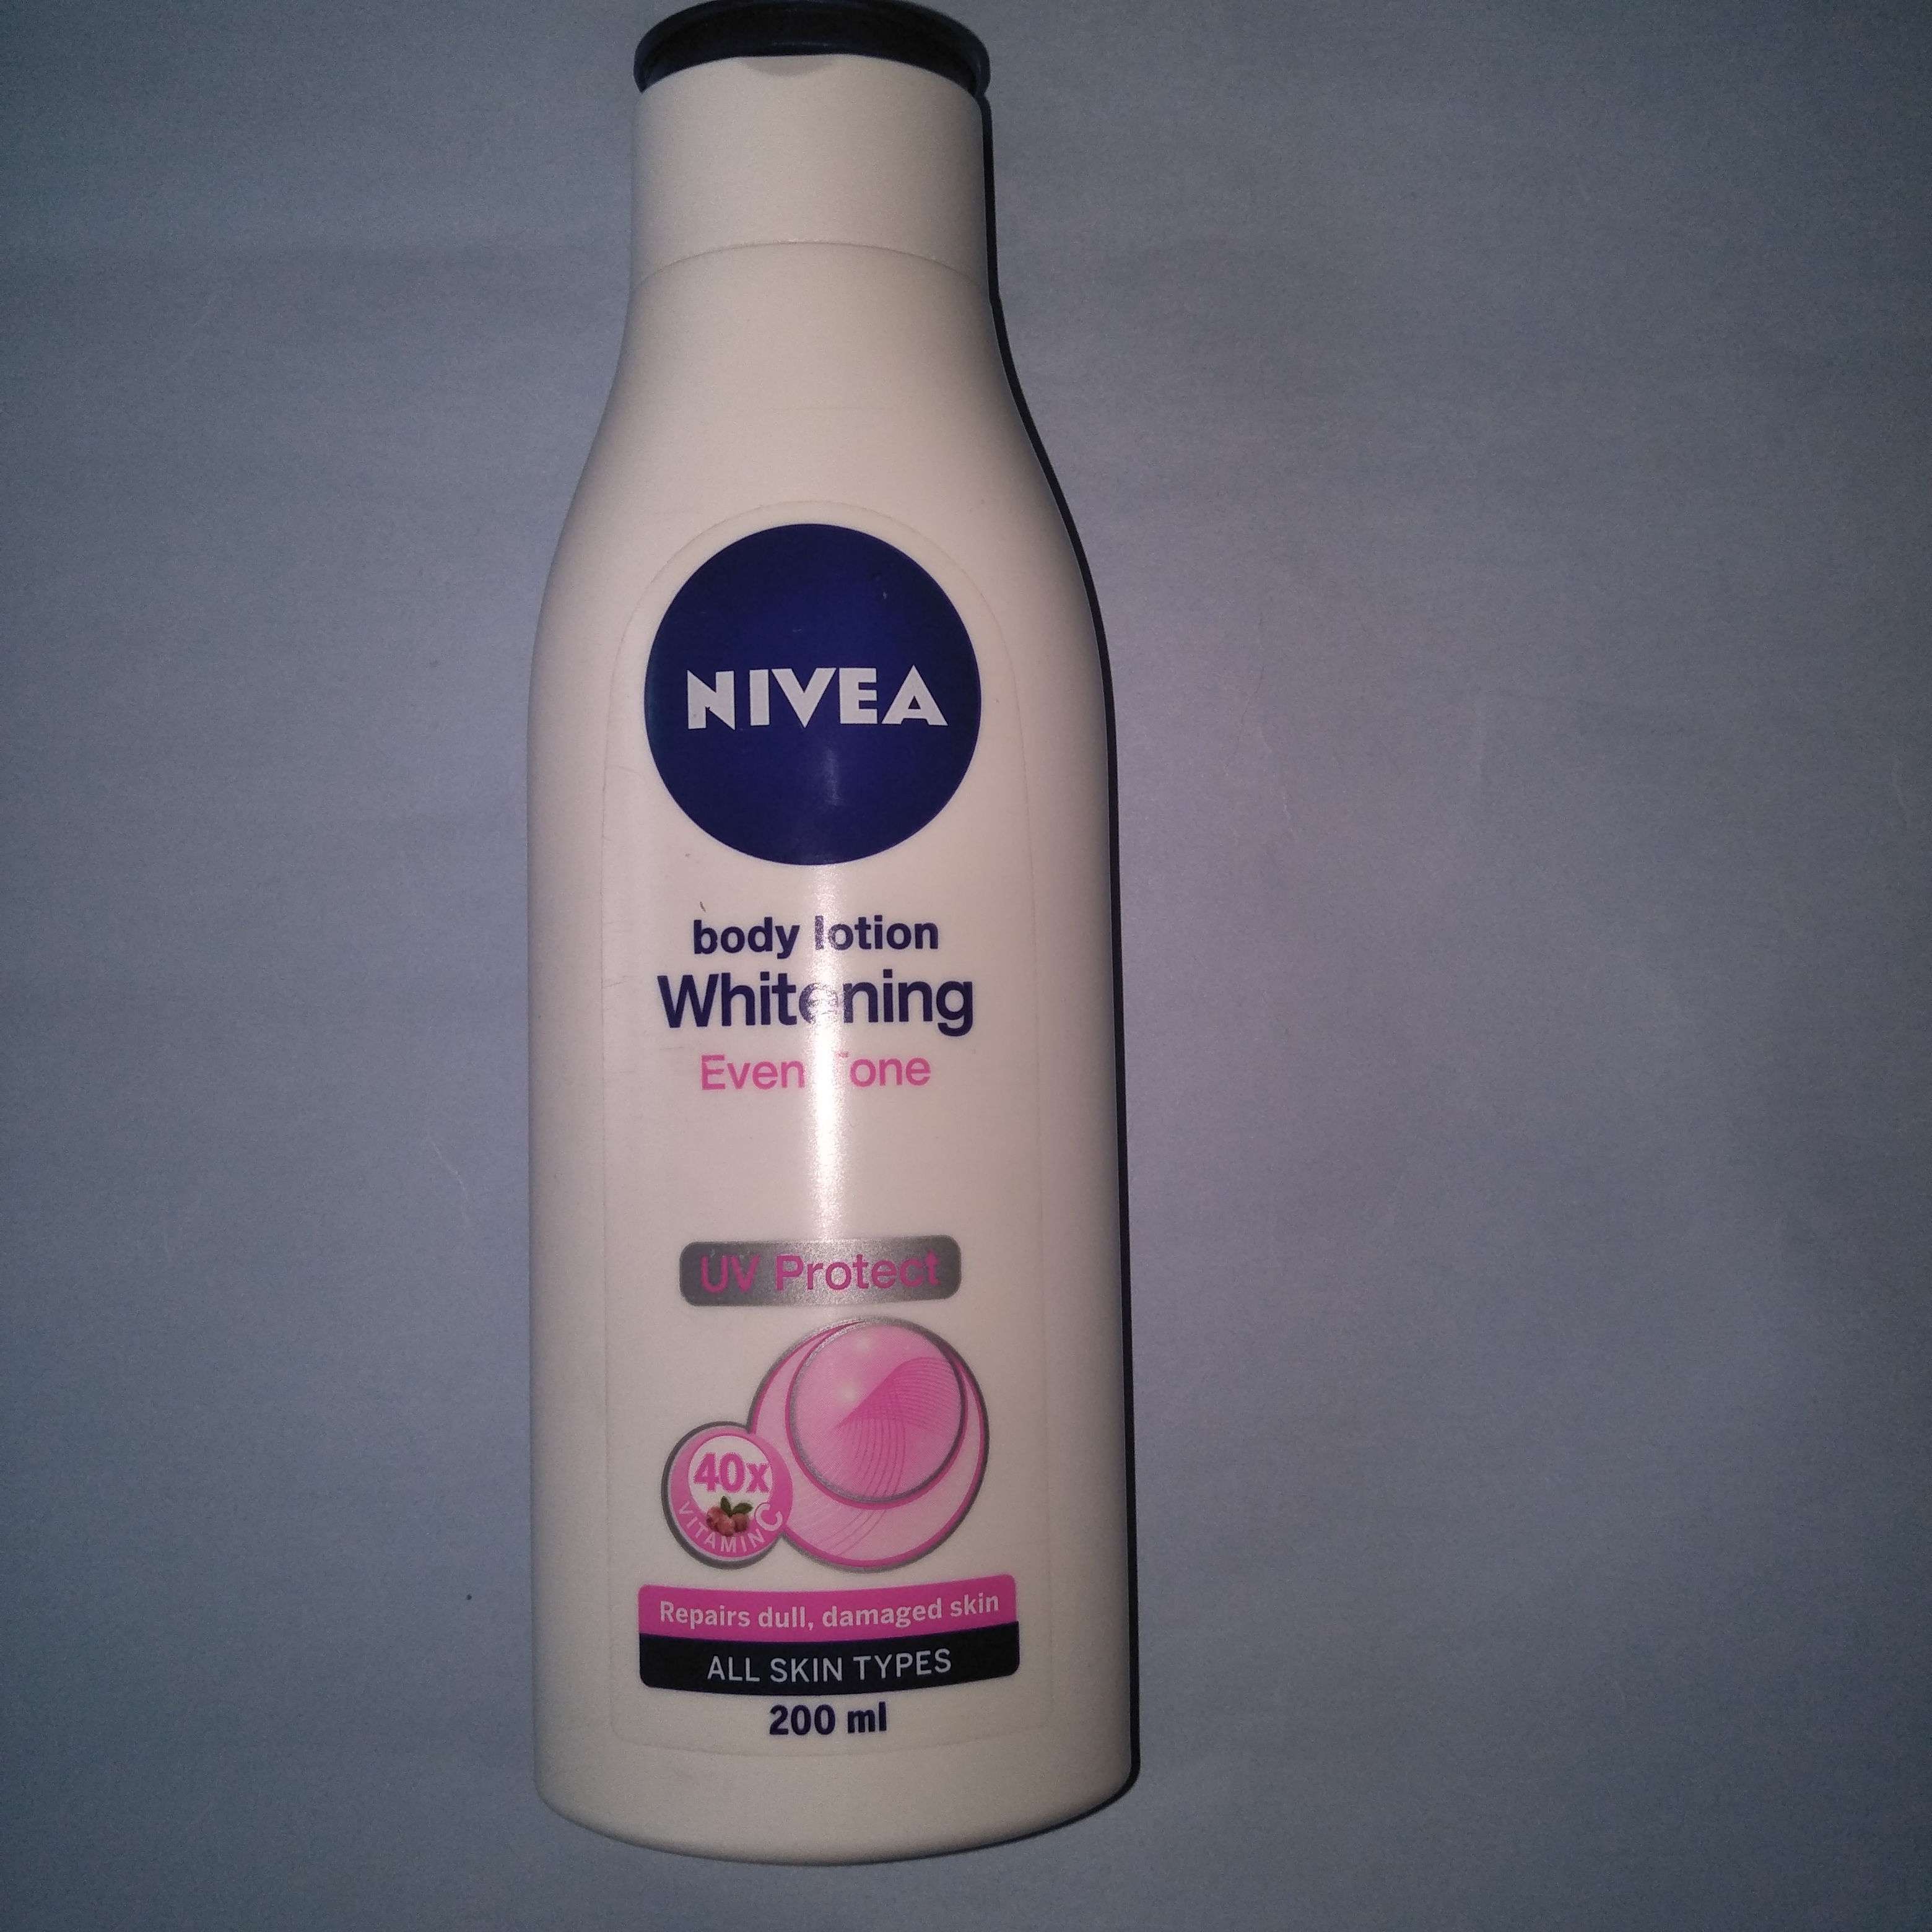 NIVEA
body lotion
Whitening
Even Tone
UV Protect
40x
VITAMIN C
Repairs dull, damaged skin
ALL SKIN TYPES
200 ml